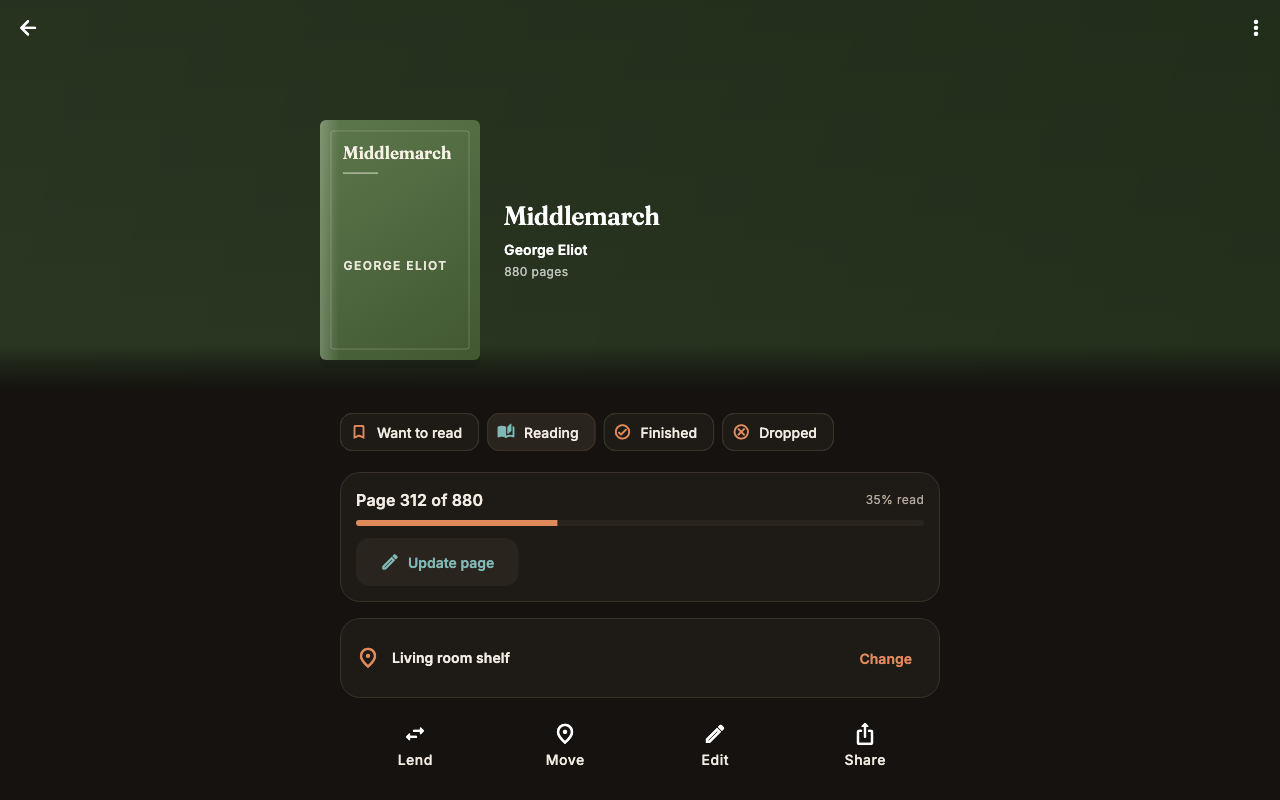 Middlemarch
GEORGE ELIOT
Middlemarch
George Eliot
880 pages
Want to read
Reading
Finished
Dropped
Page 312 of 880
35% read
Update page
Living room shelf
Change
Lend
Move
Edit
Share